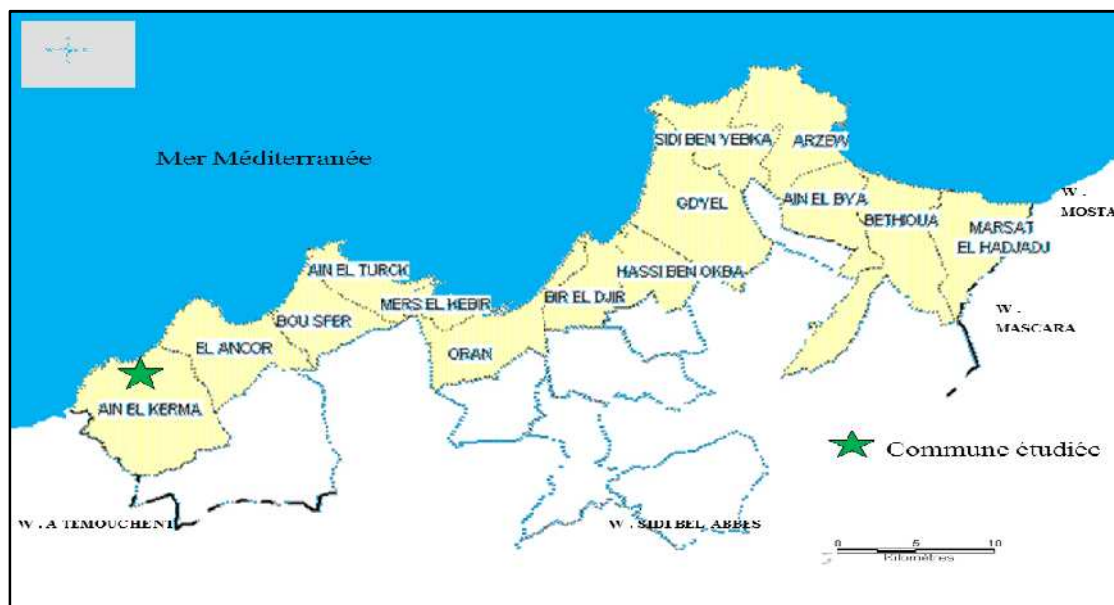 Mer Méditerranée
SIDI BEN YEBKA
ARZEW
GDYEL
AIN EL BYA
BETHIOUA
MARSAT
EL HADJADJ
W .
MOSTA
AIN EL TURCK
MERS EL KEBIR
HASSI BEN OKBA
BIR EL DJIR
BOU SFER
EL ANCOR
ORAN
W .
MASCARA
AIN EL KERMA
Commune étudiée
W . A TEMOUCHENT
W . SIDI BEL ABBES
0 5 10
Kilomètres